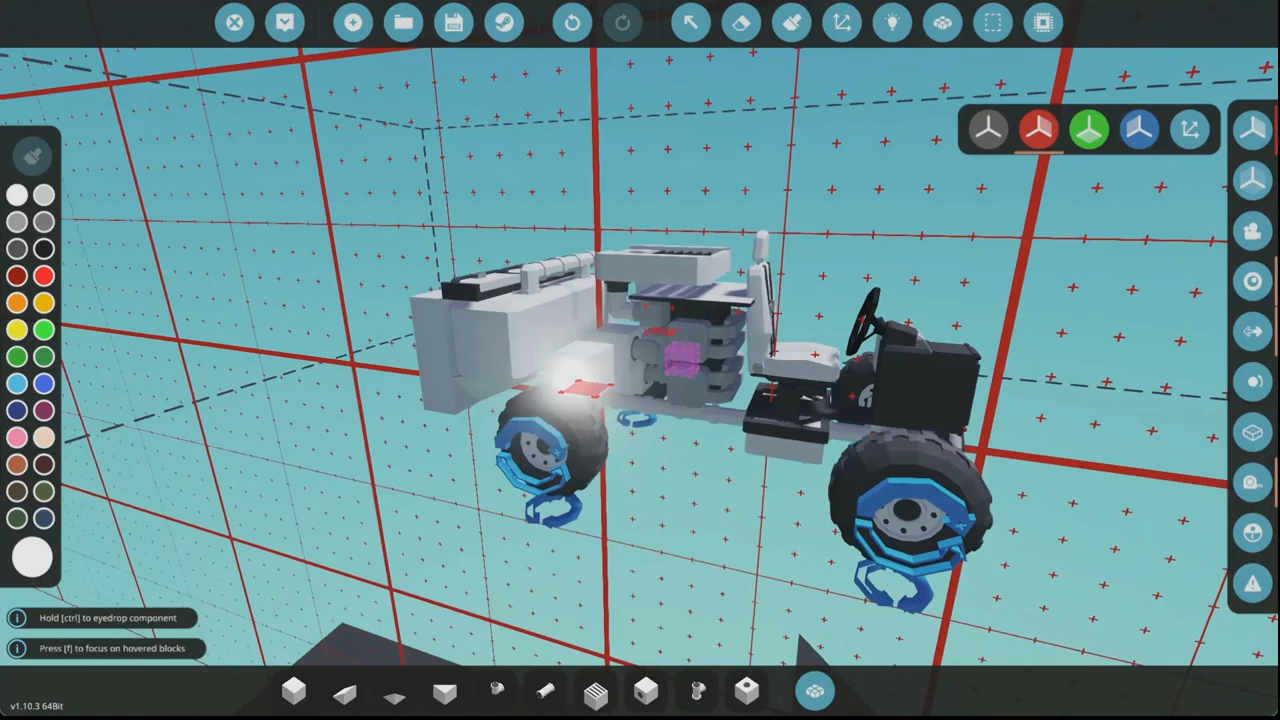 Hold [ctrl] to eyedrop component
Press [f] to focus on hovered blocks
v1.10.3 64Bit